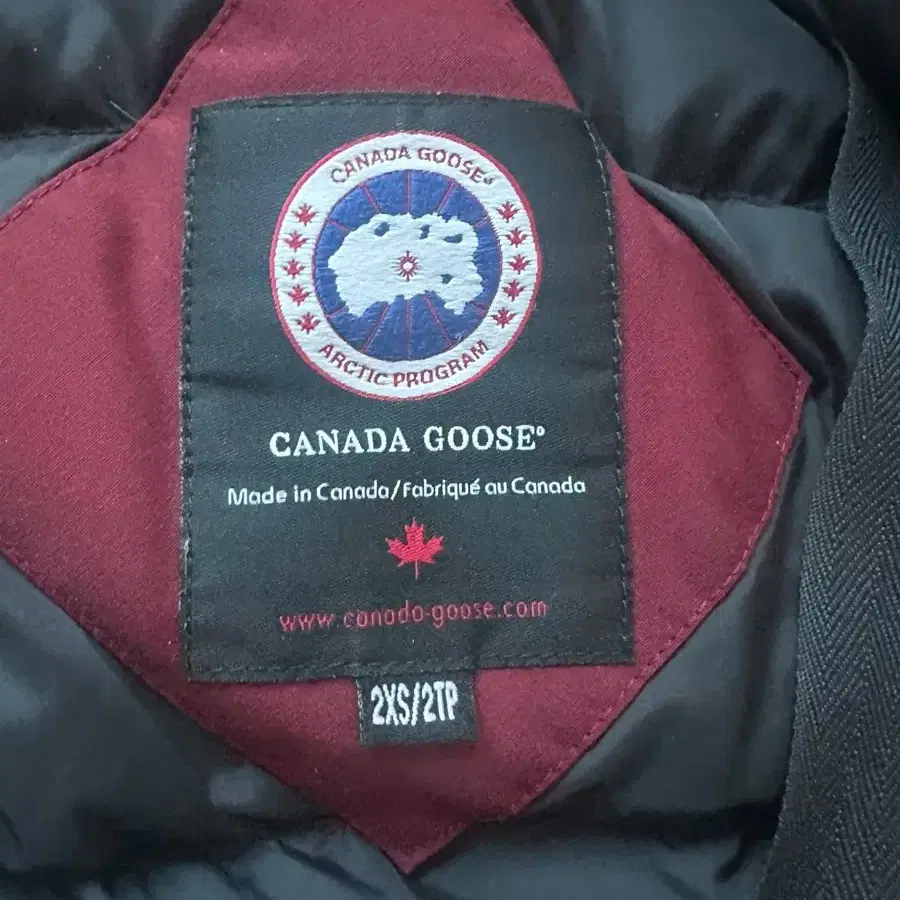 CANADA GOOSE®
ARCTIC PROGRAM
CANADA GOOSE®
Made in Canada/Fabriqué au Canada
www.canada-goose.com
2XS/2TP